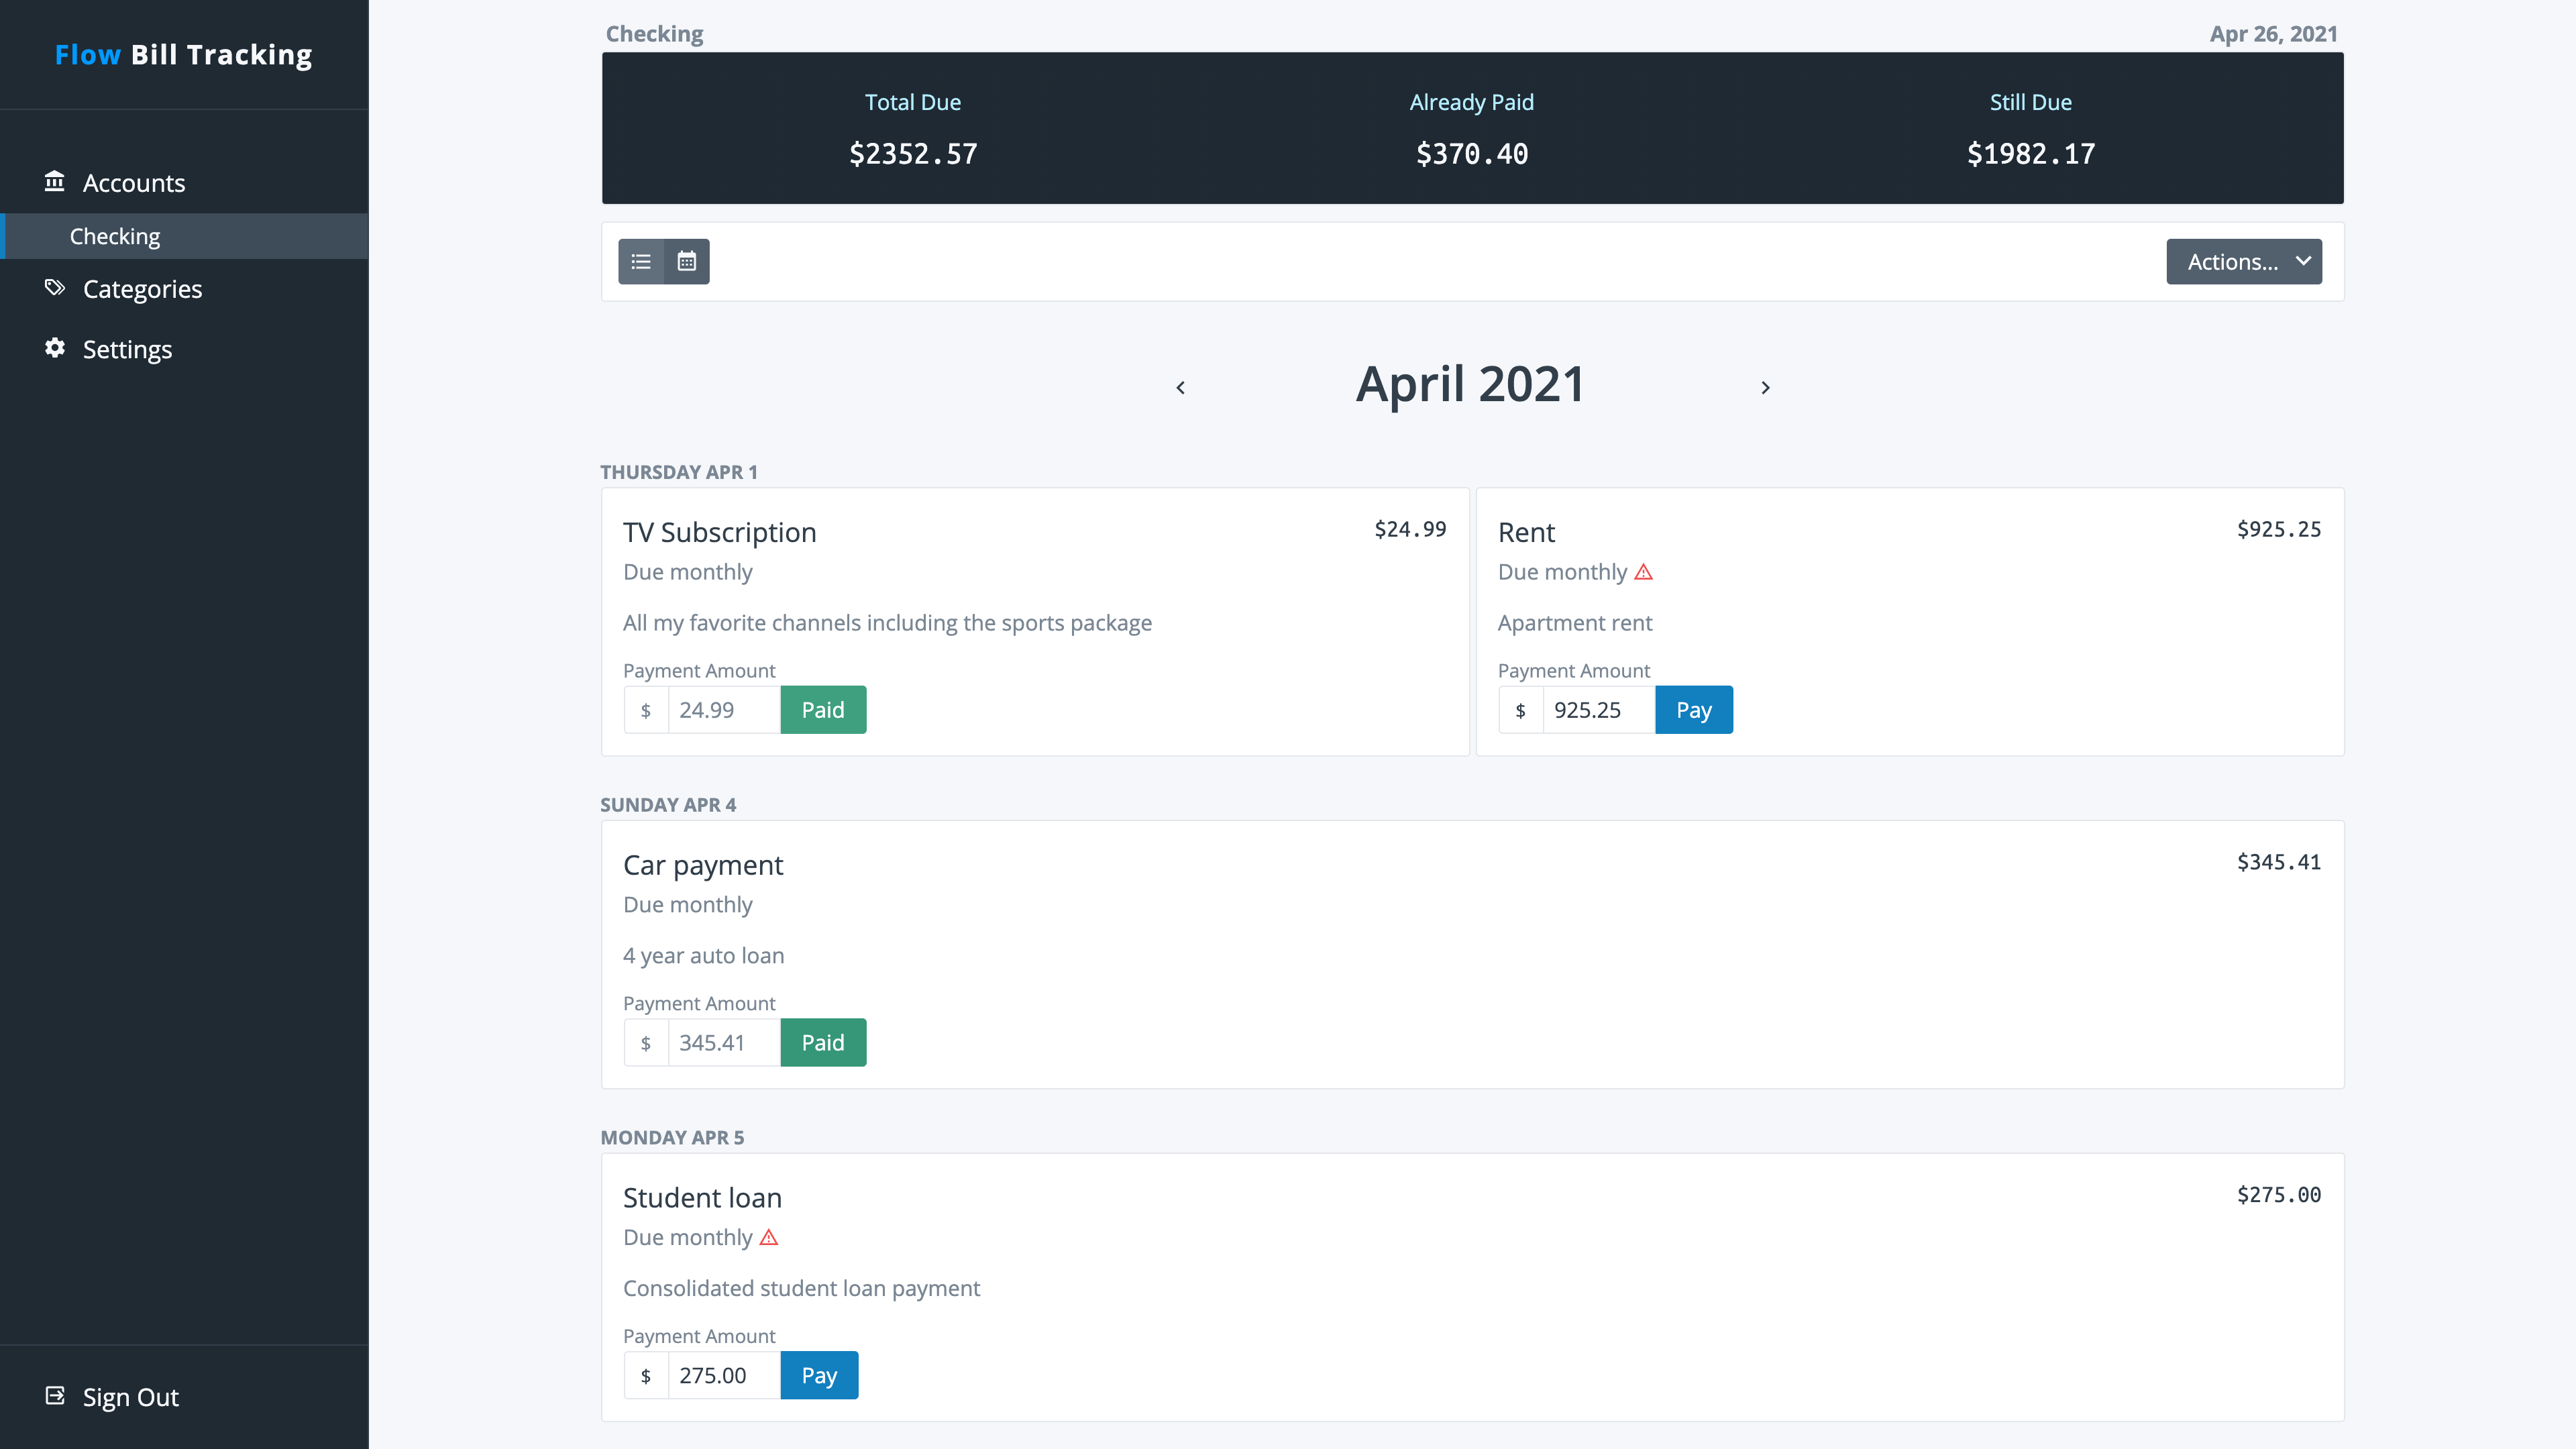 Flow Bill Tracking
Accounts
Checking
Categories
Settings
Sign Out
Checking
Apr 26, 2021
Total Due
Already Paid
Still Due
$2352.57
$370.40
$1982.17
Actions...
April 2021
THURSDAY APR 1
TV Subscription
$24.99
Due monthly
All my favorite channels including the sports package
Payment Amount
$ 24.99 Paid
Rent
$925.25
Due monthly
Apartment rent
Payment Amount
$ 925.25 Pay
SUNDAY APR 4
Car payment
$345.41
Due monthly
4 year auto loan
Payment Amount
$ 345.41 Paid
MONDAY APR 5
Student loan
$275.00
Due monthly
Consolidated student loan payment
Payment Amount
$ 275.00 Pay